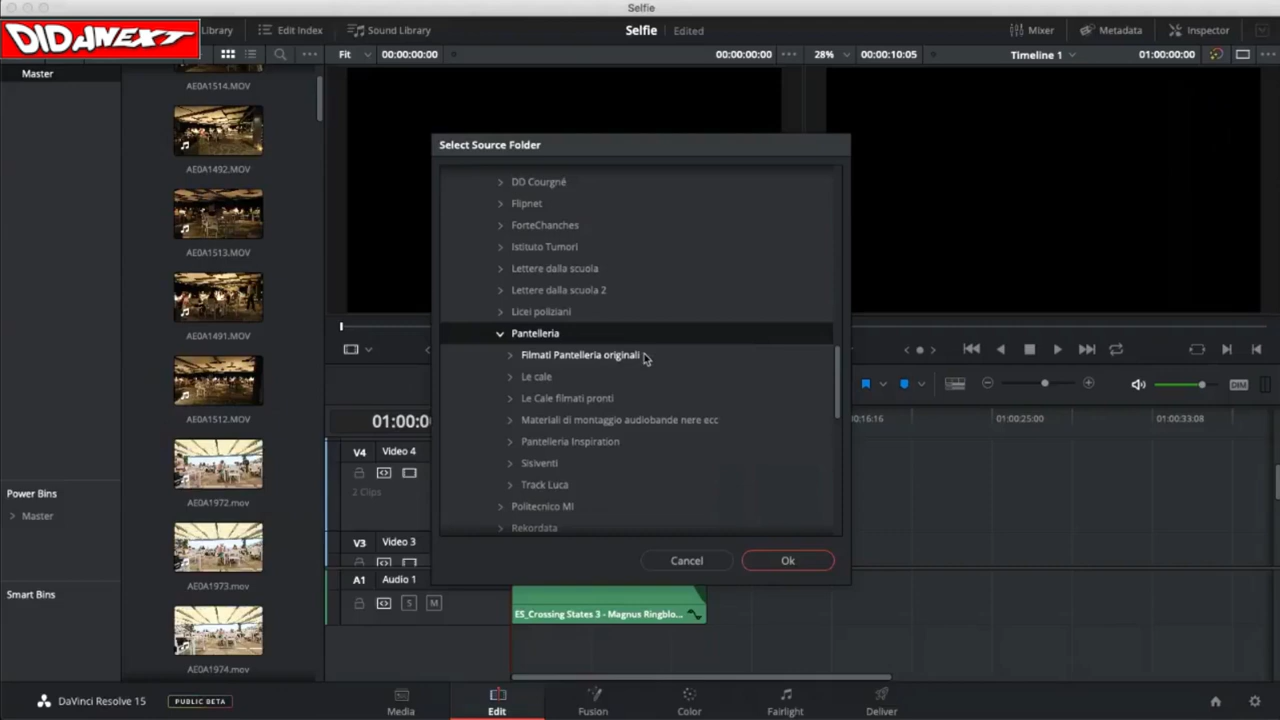 Selfie
DIDANEXT
Library
Edit Index
Sound Library
Selfie
Edited
Mixer
Metadata
Inspector
Fit
00:00:00:00
00:00:00:00
28%
00:00:10:05
Timeline 1
01:00:00:00
Master
AE0A1514.MOV
AE0A1492.MOV
AE0A1513.MOV
AE0A1491.MOV
AE0A1512.MOV
AE0A1972.mov
AE0A1973.mov
AE0A1974.mov
Power Bins
Master
Smart Bins
Select Source Folder
DD Courgné
Flipnet
ForteChanches
Istituto Tumori
Lettere dalla scuola
Lettere dalla scuola 2
Licei poliziani
Pantelleria
Filmati Pantelleria originali
Le cale
Le Cale filmati pronti
Materiali di montaggio audiobande nere ecc
Pantelleria Inspiration
Sisiventi
Track Luca
Politecnico MI
Rekordata
Cancel
Ok
DIM
01:00:0
:16:16
01:00:25:00
01:00:33:08
V4
Video 4
2 Clips
V3
Video 3
A1
Audio 1
S
M
ES_Crossing States 3 - Magnus Ringblo...
DaVinci Resolve 15
PUBLIC BETA
Media
Edit
Fusion
Color
Fairlight
Deliver